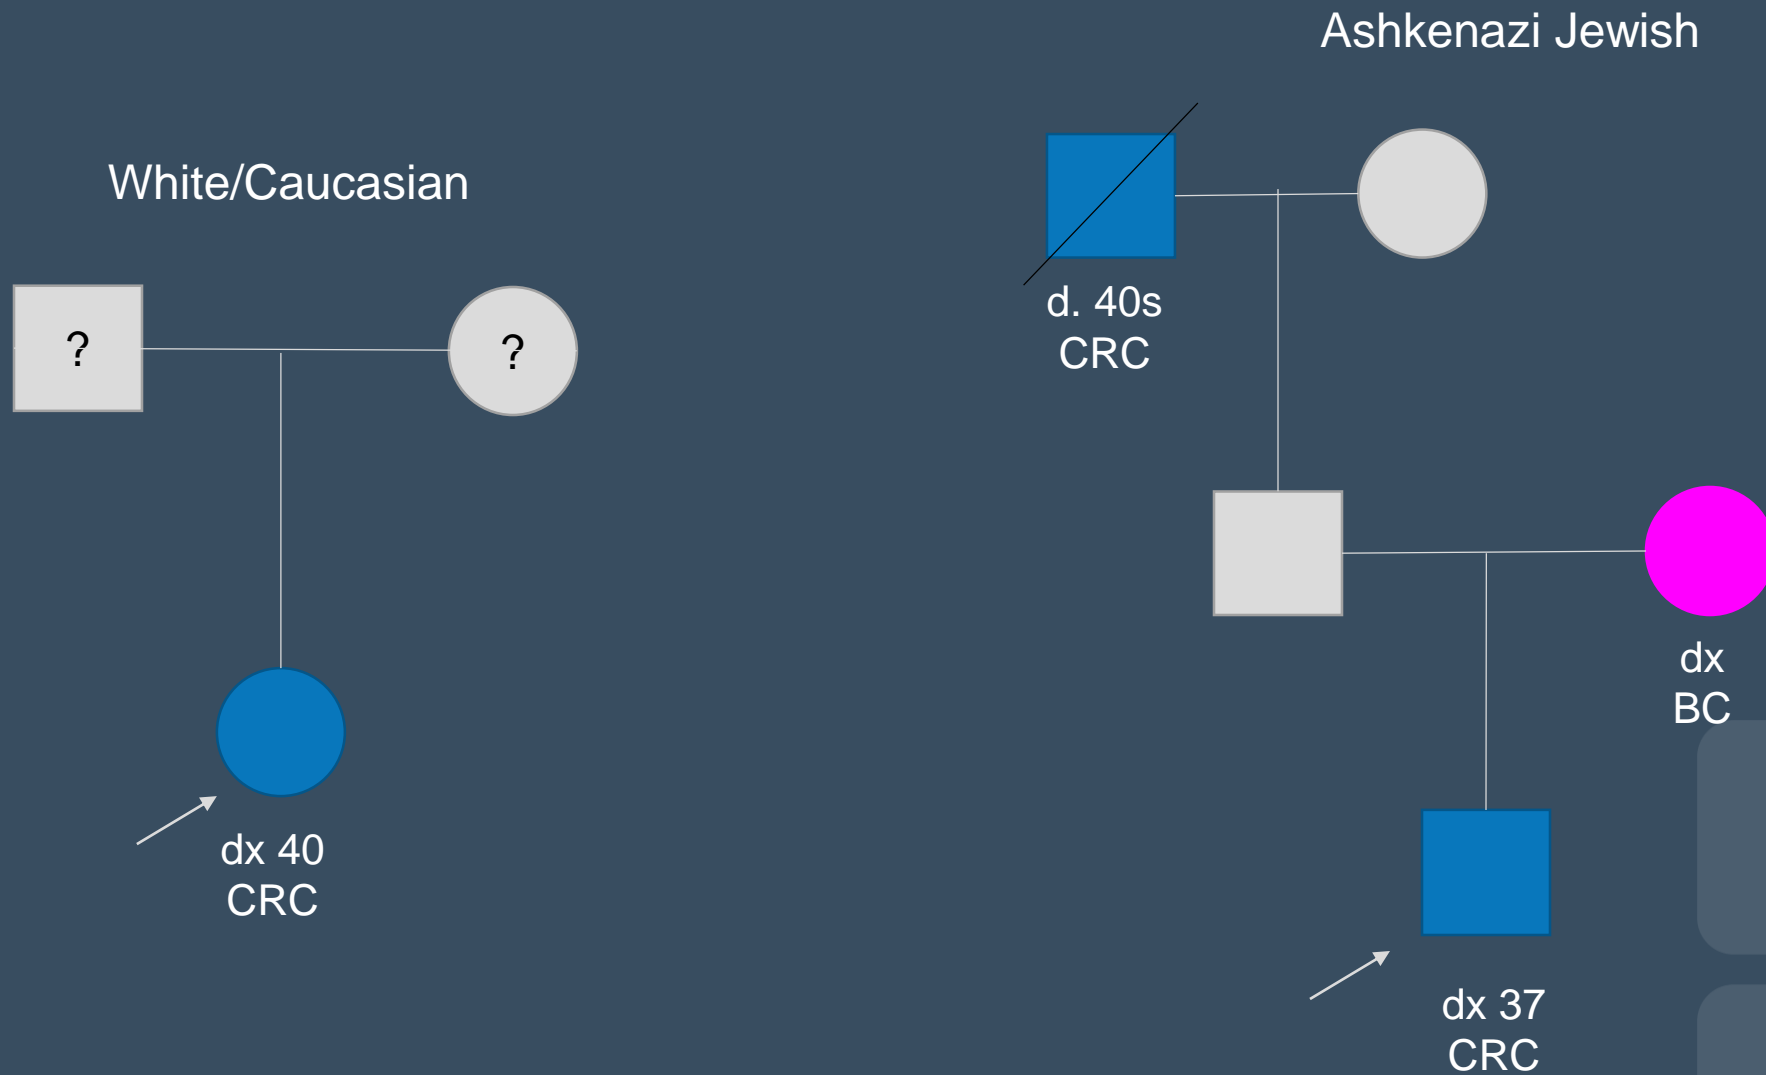 Ashkenazi Jewish
White/Caucasian
?
?
dx 40
CRC
d. 40s
CRC
dx
BC
dx 37
CRC